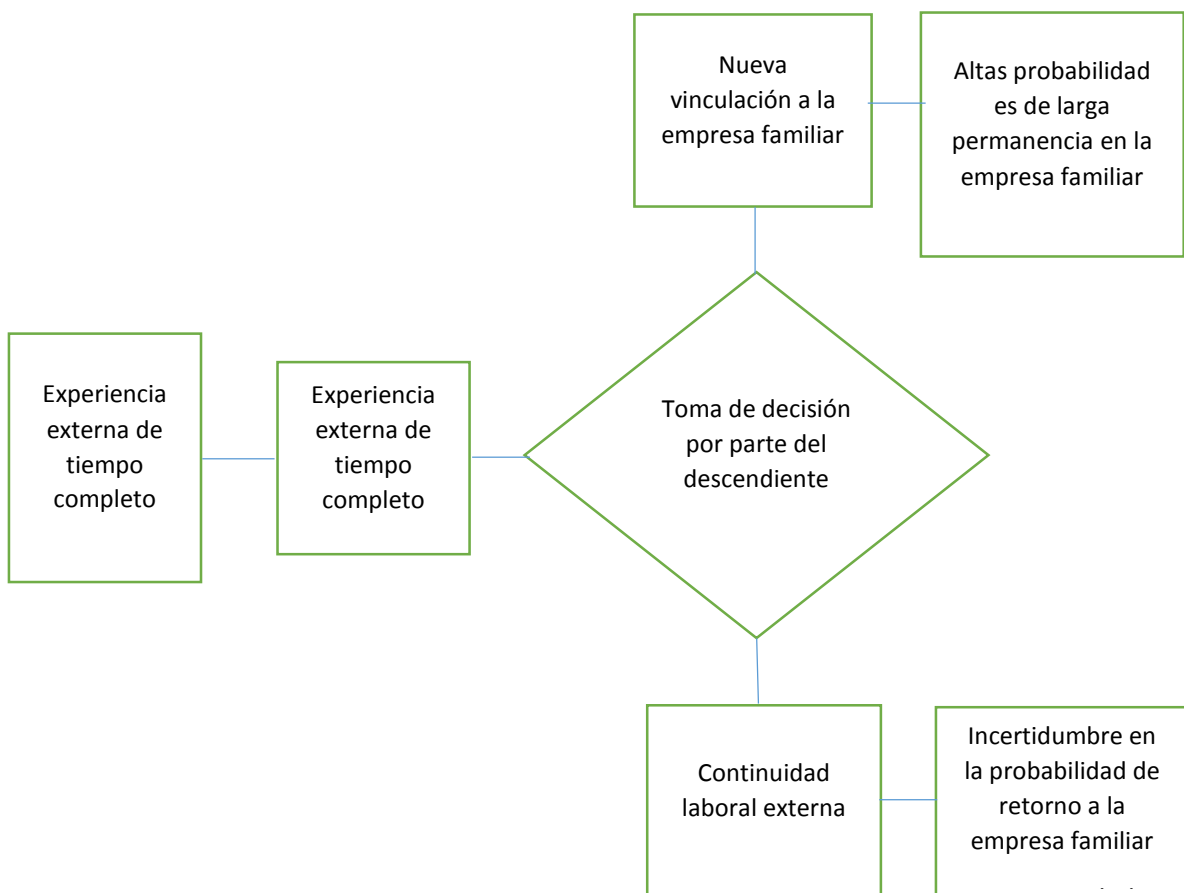 Nueva
vinculación a la
empresa familiar
Altas probabilidad
es de larga
permanencia en la
empresa familiar
Experiencia
externa de
tiempo
completo
Experiencia
externa de
tiempo
completo
Toma de decisión
por parte del
descendiente
Continuidad
laboral externa
Incertidumbre en
la probabilidad de
retorno a la
empresa familiar